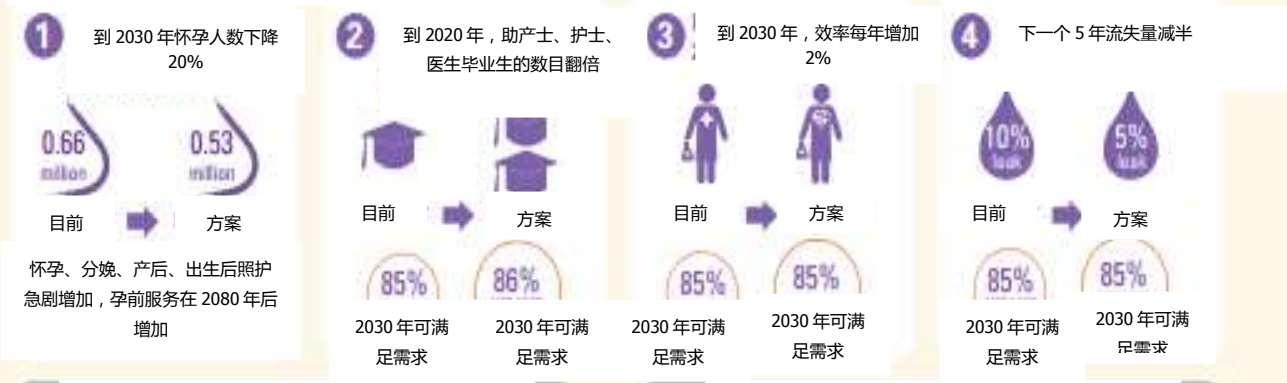 1
到 2030 年怀孕人数下降
20%
0.66
million
0.53
million
目前
方案
怀孕、分娩、产后、出生后照护
急剧增加，孕前服务在 2080 年后
增加
2
到 2020 年，助产士、护士、
医生毕业生的数目翻倍
目前
方案
85%
86%
2030 年可满
足需求
2030 年可满
足需求
3
到 2030 年，效率每年增加
2%
目前
方案
85%
85%
2030 年可满
足需求
2030 年可满
足需求
4
下一个 5 年流失量减半
10%
5%
目前
方案
85%
85%
2030 年可满
足需求
2030 年可满
足需求